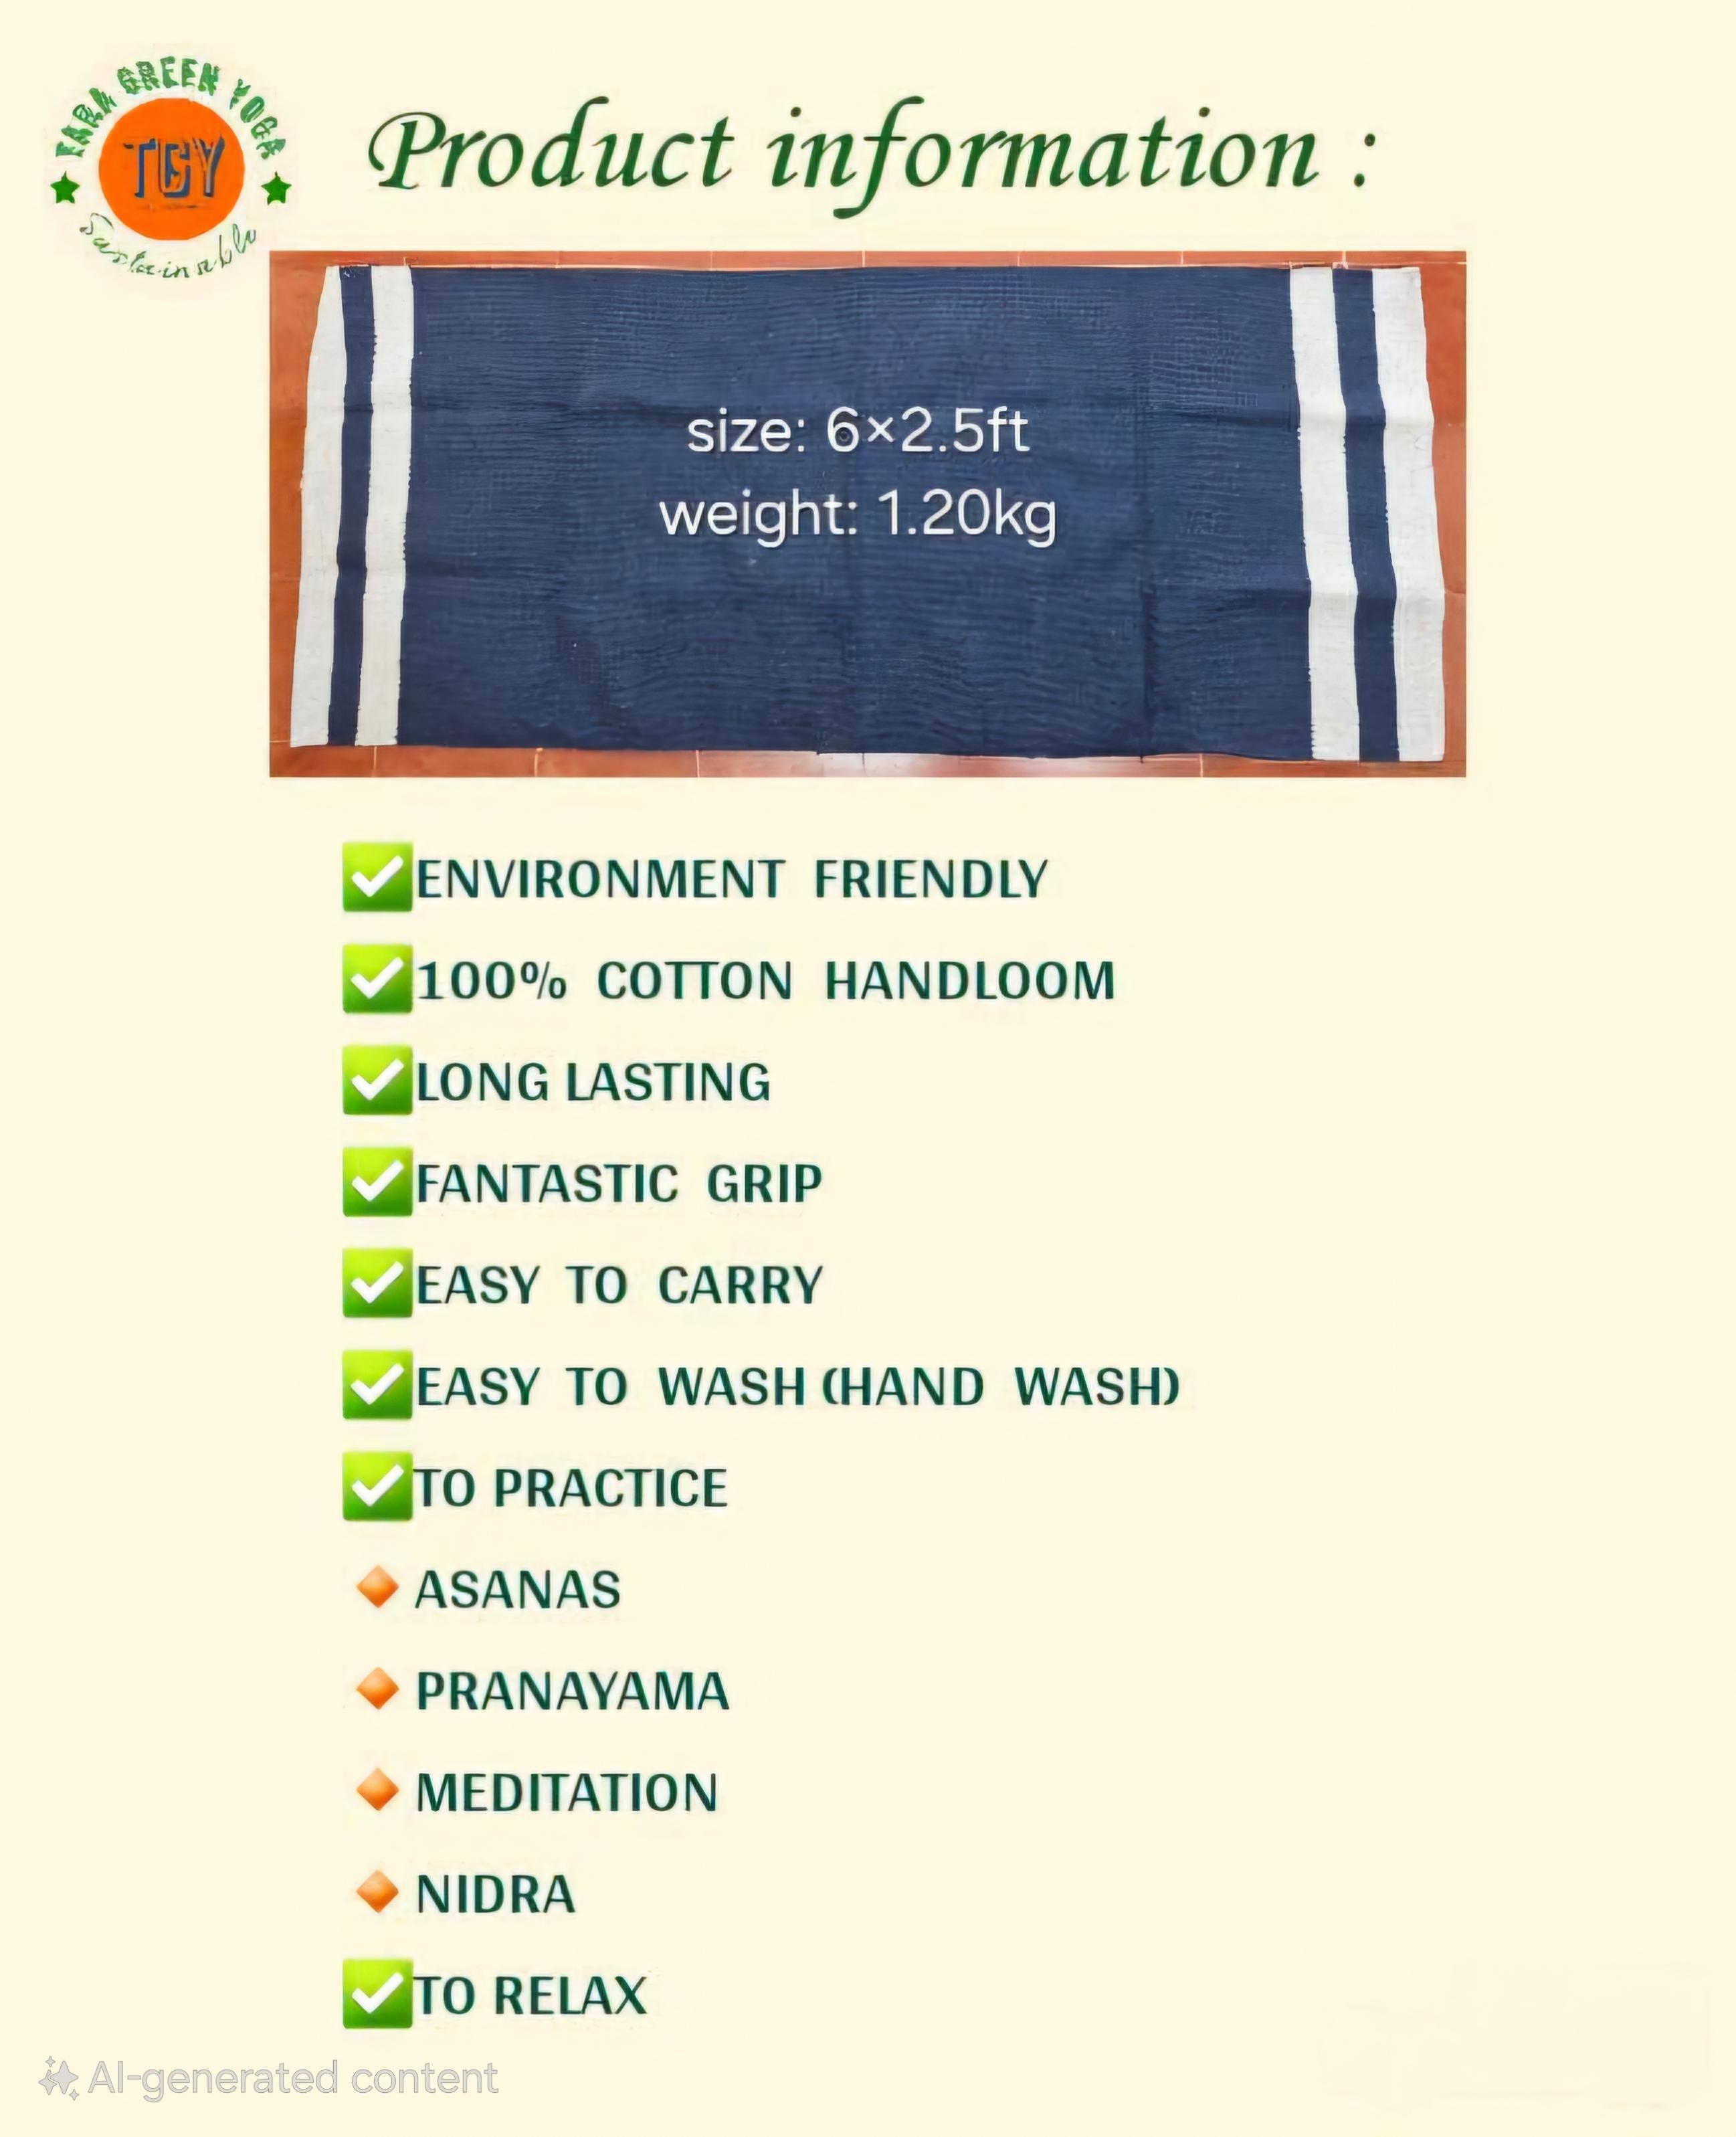 GREEN YOGA
TGY
Sustainable
Product information :
size: 6×2.5ft
weight: 1.20kg
✅ENVIRONMENT FRIENDLY
✅100% COTTON HANDLOOM
✅LONG LASTING
✅FANTASTIC GRIP
✅EASY TO CARRY
✅EASY TO WASH (HAND WASH)
✅TO PRACTICE
🔸ASANAS
🔸PRANAYAMA
🔸MEDITATION
🔸NIDRA
✅TO RELAX
AI-generated content